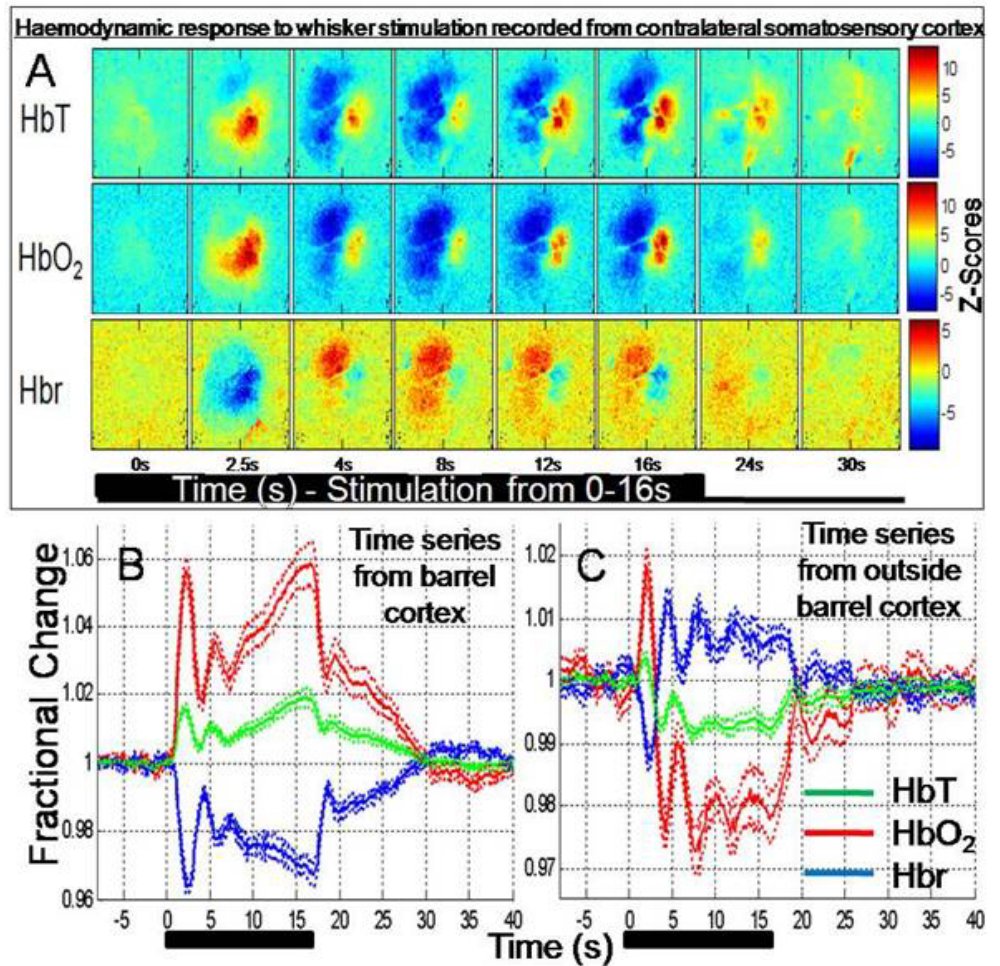 Haemodynamic response to whisker stimulation recorded from contralateral somatosensory cortex
A
HbT
10
5
0
-5
HbO2
10
5
0
-5
Z-Scores
Hbr
5
0
-5
0s 2.5s 4s 8s 12s 16s 24s 30s
Time (s) - Stimulation from 0-16s
B
Time series
from barrel
cortex
Fractional Change
1.06
1.04
1.02
1
0.98
0.96
-5 0 5 10 15 20 25 30 35 40
C
Time series
from outside
barrel cortex
1.02
1.01
1
0.99
0.98
0.97
HbT
HbO2
Hbr
-5 0 5 10 15 20 25 30 35 40
Time (s)